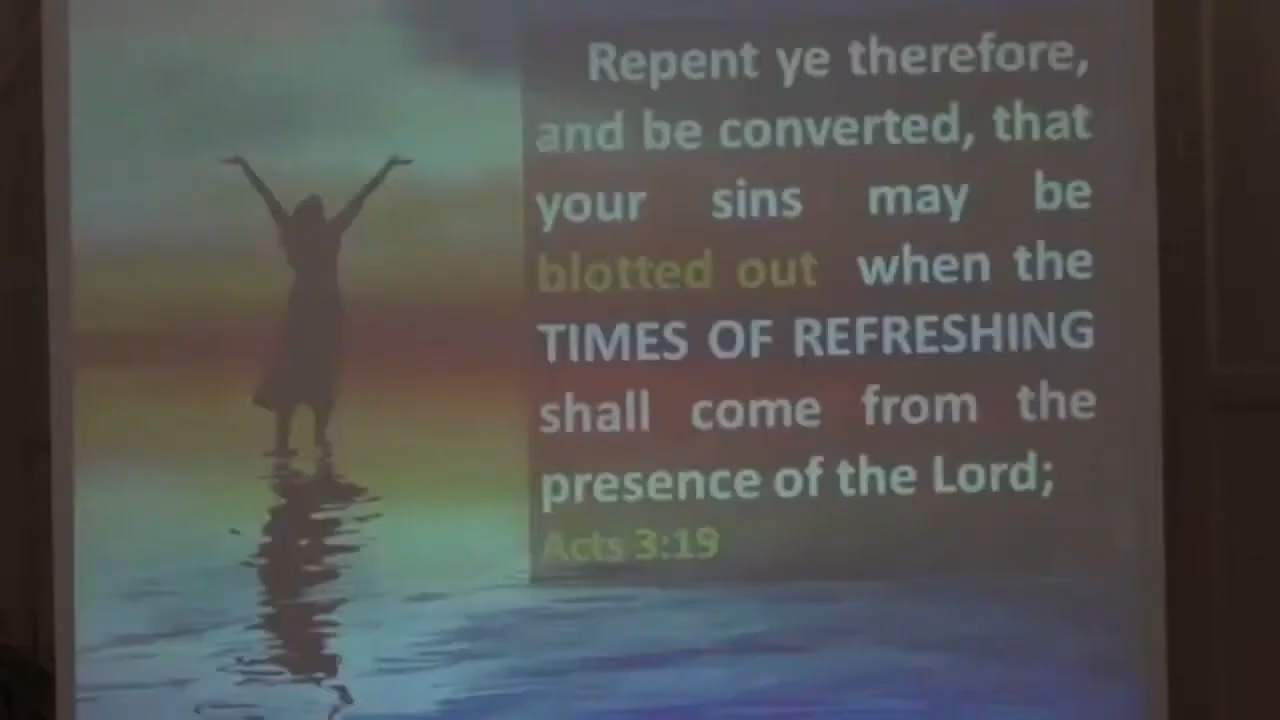 Repent ye therefore,
and be converted, that
your sins may be
blotted out when the
TIMES OF REFRESHING
shall come from the
presence of the Lord;
Acts 3:19